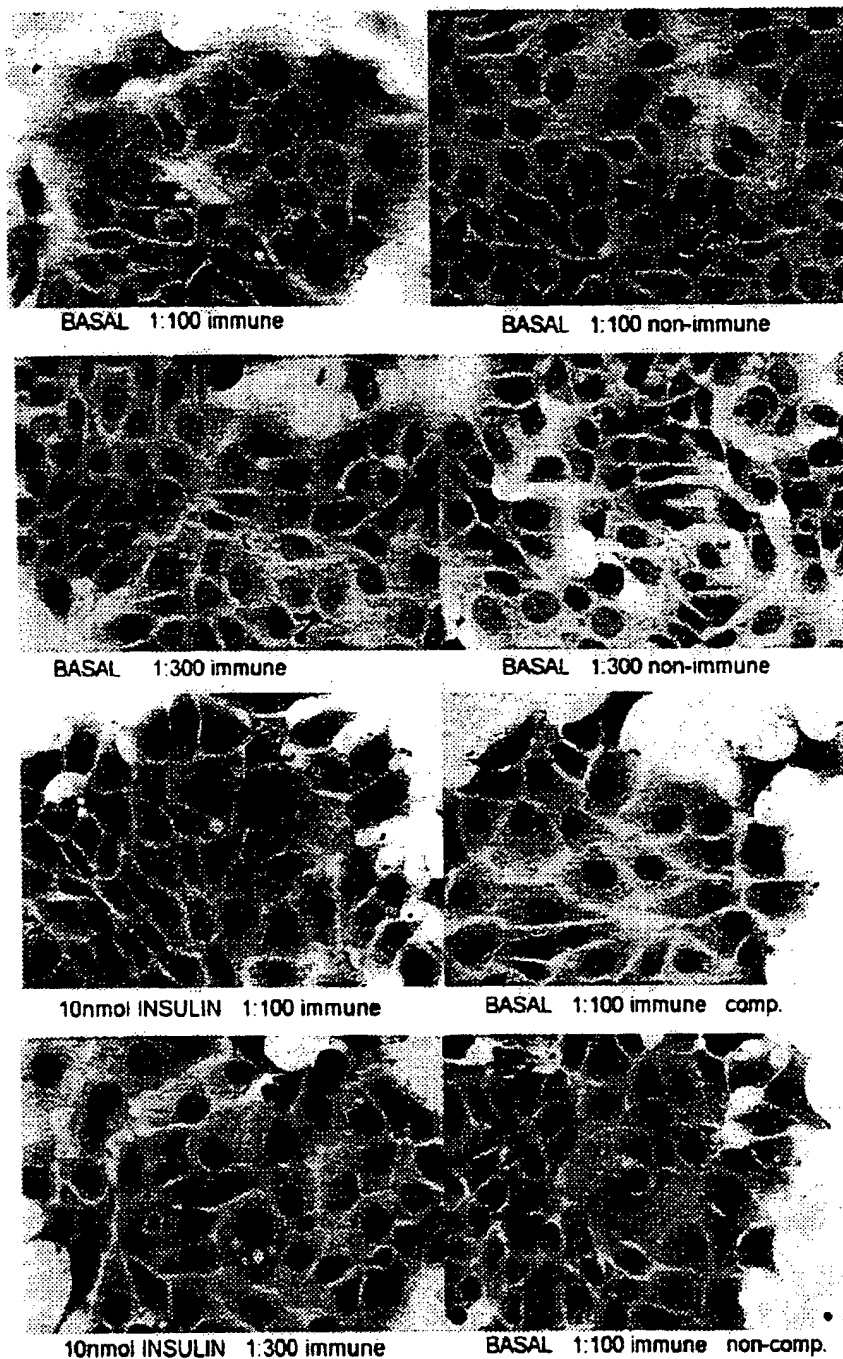 BASAL 1:100 immune
BASAL 1:100 non-immune
BASAL 1:300 immune
BASAL 1:300 non-immune
10nmol INSULIN 1:100 immune
BASAL 1:100 immune comp.
10nmol INSULIN 1:300 immune
BASAL 1:100 immune non-comp.